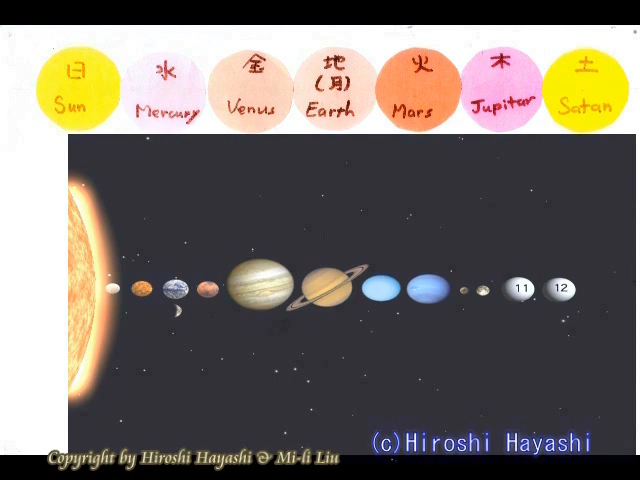 日
Sun
水
Mercury
金
Venus
地
(月)
Earth
火
Mars
木
Jupitar
土
Satan
11
12
(c)Hiroshi Hayashi
Copyright by Hiroshi Hayashi & Mi-li Liu